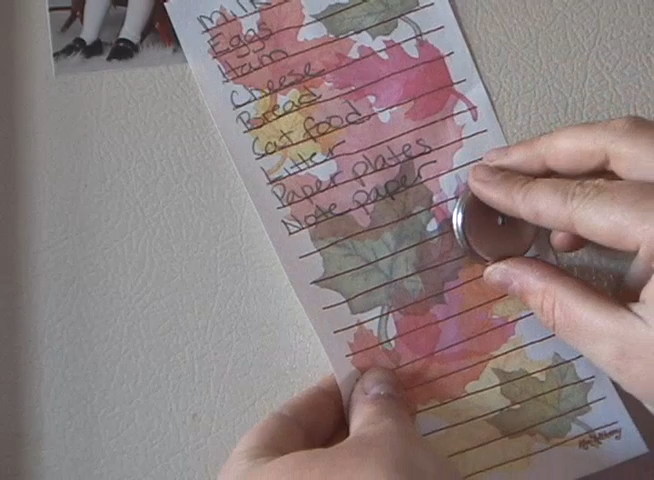 Milk
Eggs
Ham
Cheese
Bread
Cat food
Litter
Paper plates
Note paper